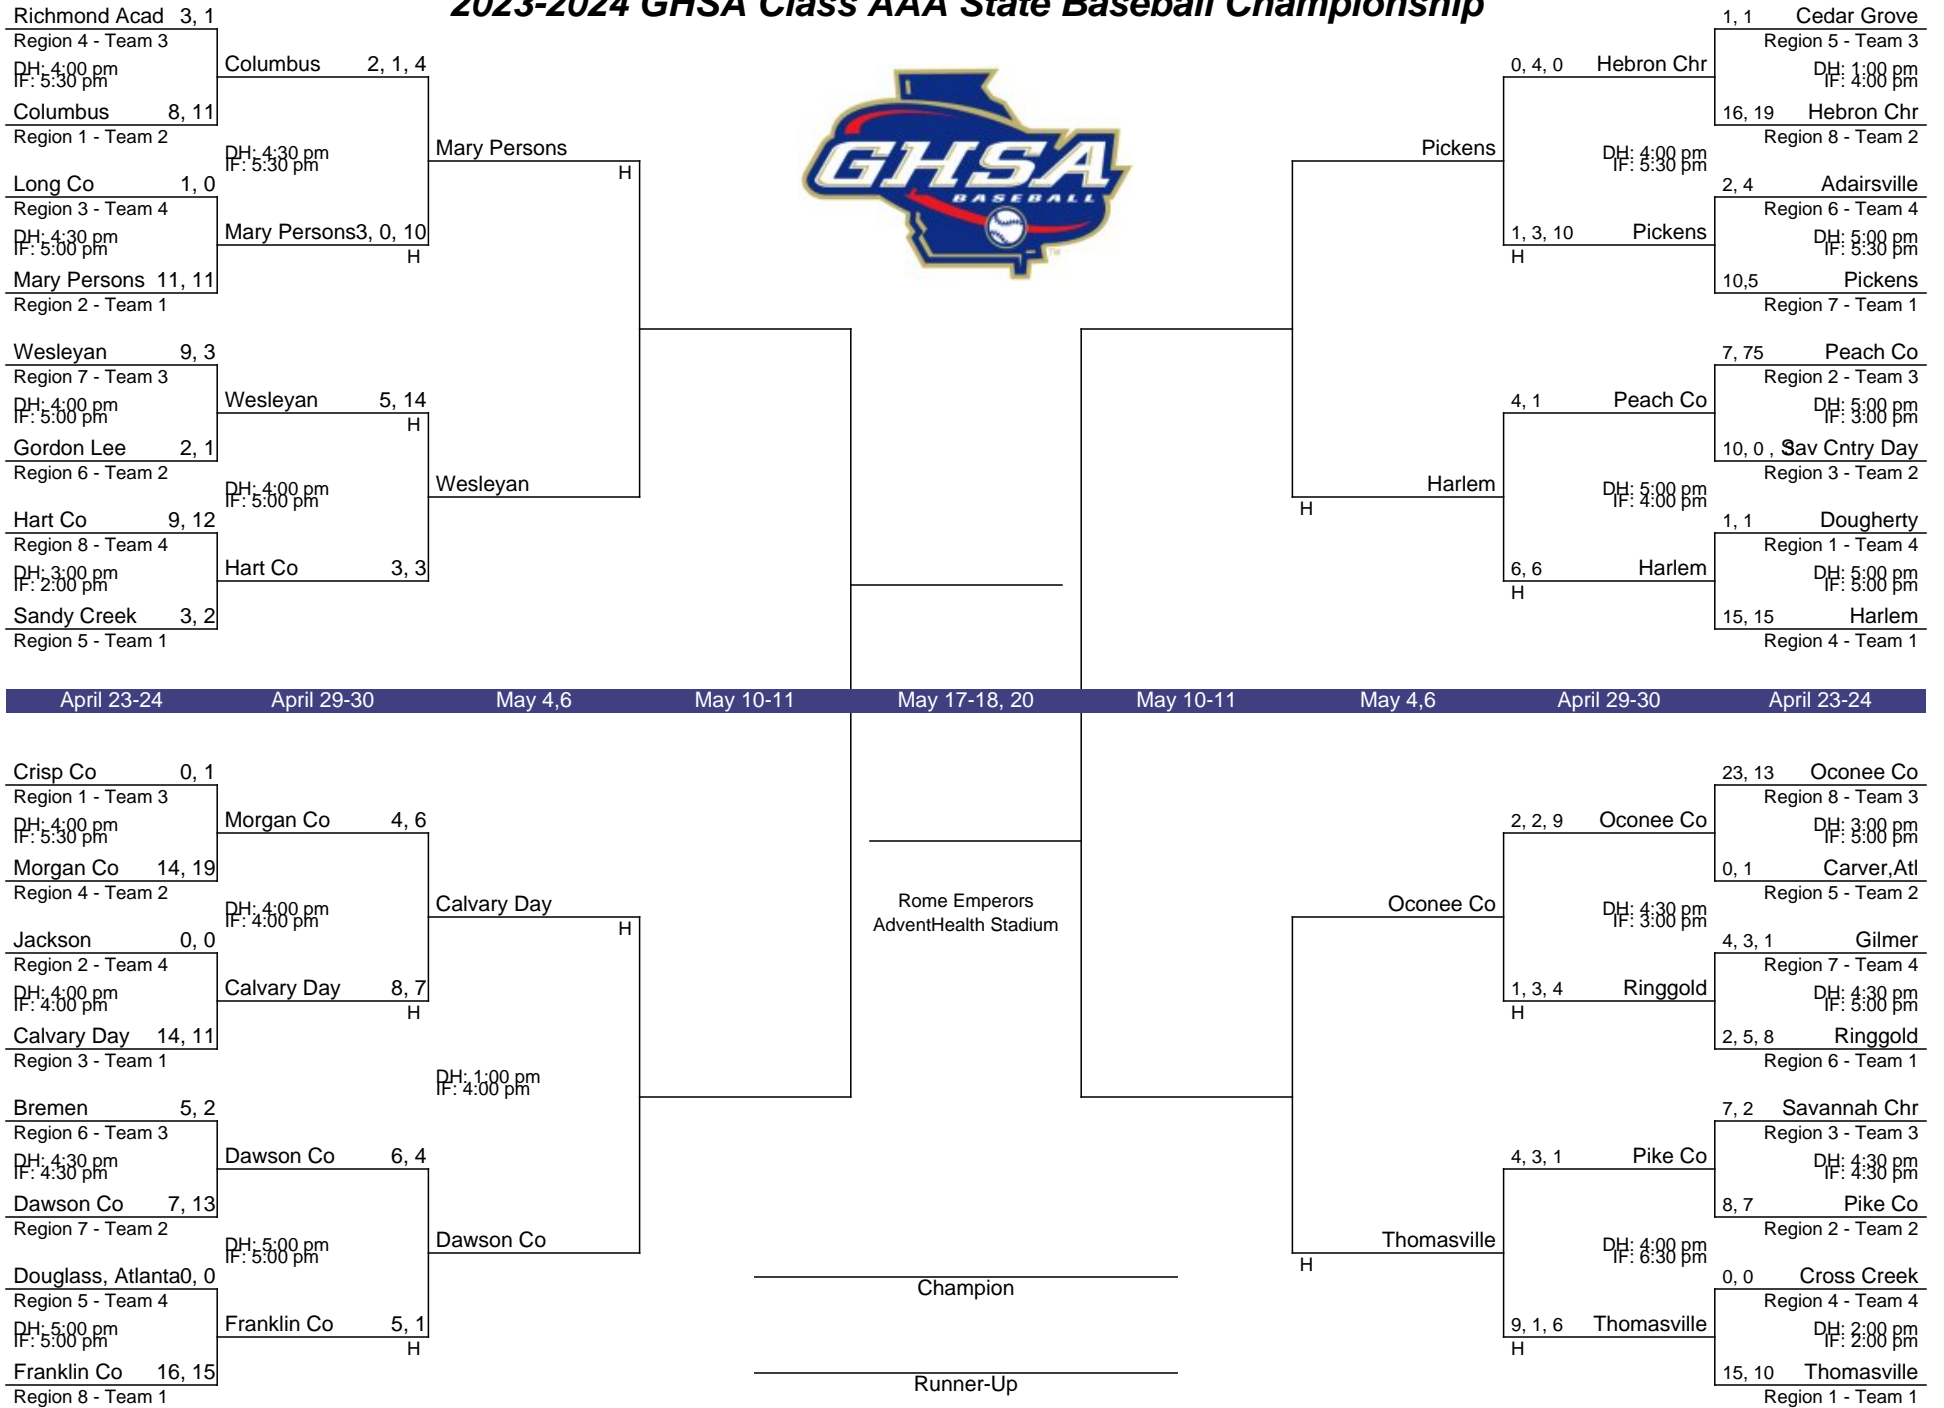 2023-2024 GHSA Class AAA State Baseball Championship
Richmond Acad 3, 1
Region 4 - Team 3
DH: 4:00 pm
IF: 5:30 pm
Columbus 8, 11
Region 1 - Team 2
Long Co 1, 0
Region 3 - Team 4
DH: 4:30 pm
IF: 5:00 pm
Mary Persons 11, 11
Region 2 - Team 1
Wesleyan 9, 3
Region 7 - Team 3
DH: 4:00 pm
IF: 5:00 pm
Gordon Lee 2, 1
Region 6 - Team 2
Hart Co 9, 12
Region 8 - Team 4
DH: 3:00 pm
IF: 2:00 pm
Sandy Creek 3, 2
Region 5 - Team 1
Columbus 2, 1, 4
DH: 4:30 pm
IF: 5:30 pm
Mary Persons3, 0, 10
H
Wesleyan 5, 14
H
DH: 4:00 pm
IF: 5:00 pm
Hart Co 3, 3
Mary Persons
H
Wesleyan
GHSA
BASEBALL
TM
Pickens
Harlem
H
0, 4, 0 Hebron Chr
DH: 4:00 pm
IF: 5:30 pm
1, 3, 10 Pickens
H
4, 1 Peach Co
DH: 5:00 pm
IF: 4:00 pm
6, 6 Harlem
H
1, 1 Cedar Grove
Region 5 - Team 3
DH: 1:00 pm
IF: 4:00 pm
16, 19 Hebron Chr
Region 8 - Team 2
2, 4 Adairsville
Region 6 - Team 4
DH: 5:00 pm
IF: 5:30 pm
10,5 Pickens
Region 7 - Team 1
7, 75 Peach Co
Region 2 - Team 3
DH: 5:00 pm
IF: 3:00 pm
10, 0 , Sav Cntry Day
Region 3 - Team 2
1, 1 Dougherty
Region 1 - Team 4
DH: 5:00 pm
IF: 5:00 pm
15, 15 Harlem
Region 4 - Team 1
April 23-24 April 29-30 May 4,6 May 10-11 May 17-18, 20 May 10-11 May 4,6 April 29-30 April 23-24
Crisp Co 0, 1
Region 1 - Team 3
DH: 4:00 pm
IF: 5:30 pm
Morgan Co 14, 19
Region 4 - Team 2
Jackson 0, 0
Region 2 - Team 4
DH: 4:00 pm
IF: 4:00 pm
Calvary Day 14, 11
Region 3 - Team 1
Bremen 5, 2
Region 6 - Team 3
DH: 4:30 pm
IF: 4:30 pm
Dawson Co 7, 13
Region 7 - Team 2
Douglass, Atlanta0, 0
Region 5 - Team 4
DH: 5:00 pm
IF: 5:00 pm
Franklin Co 16, 15
Region 8 - Team 1
Morgan Co 4, 6
DH: 4:00 pm
IF: 4:00 pm
Calvary Day 8, 7
H
Dawson Co 6, 4
DH: 5:00 pm
IF: 5:00 pm
Franklin Co 5, 1
H
Calvary Day
H
DH: 1:00 pm
IF: 4:00 pm
Dawson Co
Rome Emperors
AdventHealth Stadium
Champion
Runner-Up
Oconee Co
Thomasville
H
2, 2, 9 Oconee Co
DH: 4:30 pm
IF: 3:00 pm
1, 3, 4 Ringgold
H
4, 3, 1 Pike Co
DH: 4:00 pm
IF: 6:30 pm
9, 1, 6 Thomasville
H
23, 13 Oconee Co
Region 8 - Team 3
DH: 3:00 pm
IF: 5:00 pm
0, 1 Carver,Atl
Region 5 - Team 2
4, 3, 1 Gilmer
Region 7 - Team 4
DH: 4:30 pm
IF: 5:00 pm
2, 5, 8 Ringgold
Region 6 - Team 1
7, 2 Savannah Chr
Region 3 - Team 3
DH: 4:30 pm
IF: 4:30 pm
8, 7 Pike Co
Region 2 - Team 2
0, 0 Cross Creek
Region 4 - Team 4
DH: 2:00 pm
IF: 2:00 pm
15, 10 Thomasville
Region 1 - Team 1